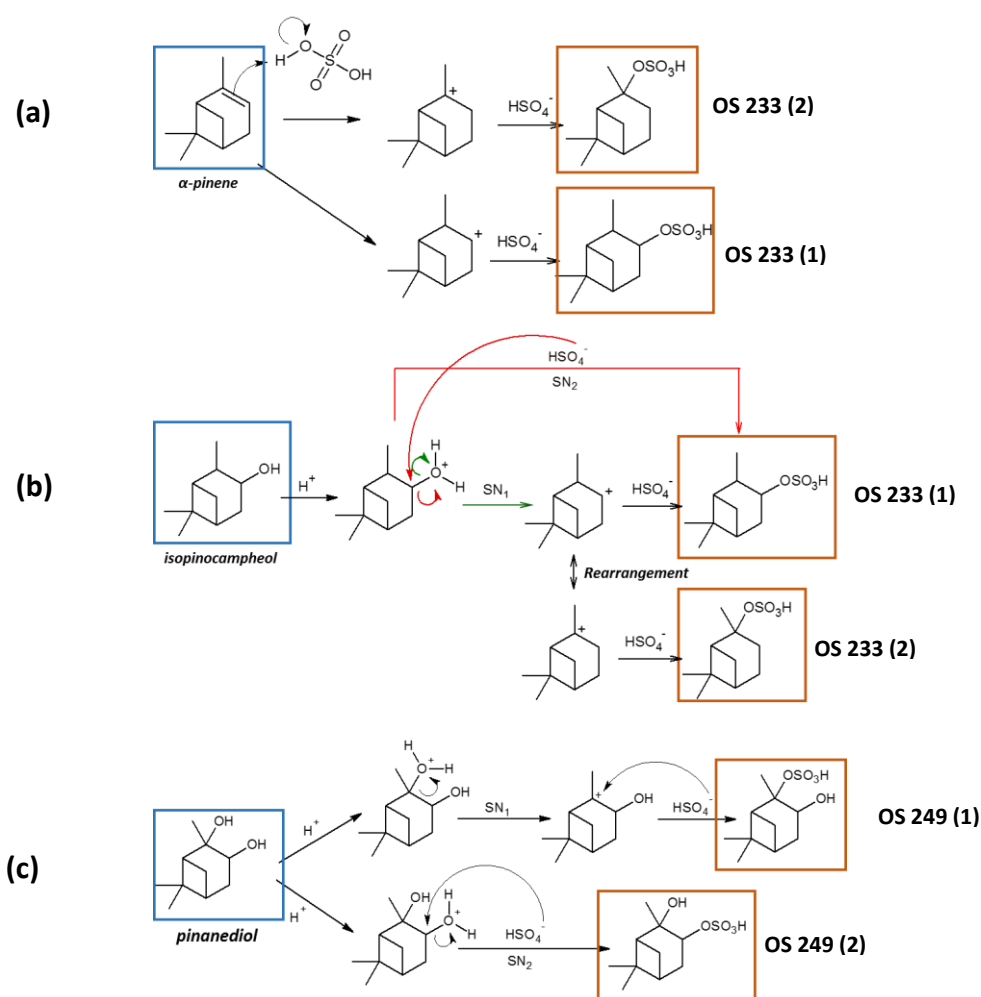 (a)
H
O
S
O
O
OH
α-pinene
+
HSO4-
OSO3H
OS 233 (2)
+
HSO4-
OSO3H
OS 233 (1)
(b)
OH
isopinocampheol
H+
H
O+
H
HSO4-
SN2
SN1
+
HSO4-
OSO3H
OS 233 (1)
Rearrangement
+
HSO4-
OSO3H
OS 233 (2)
(c)
OH
OH
pinanediol
H+
H+
H
O+
H
OH
SN1
+
OH
HSO4-
OSO3H
OH
OS 249 (1)
OH
H
O+
H
HSO4-
SN2
OH
OSO3H
OS 249 (2)